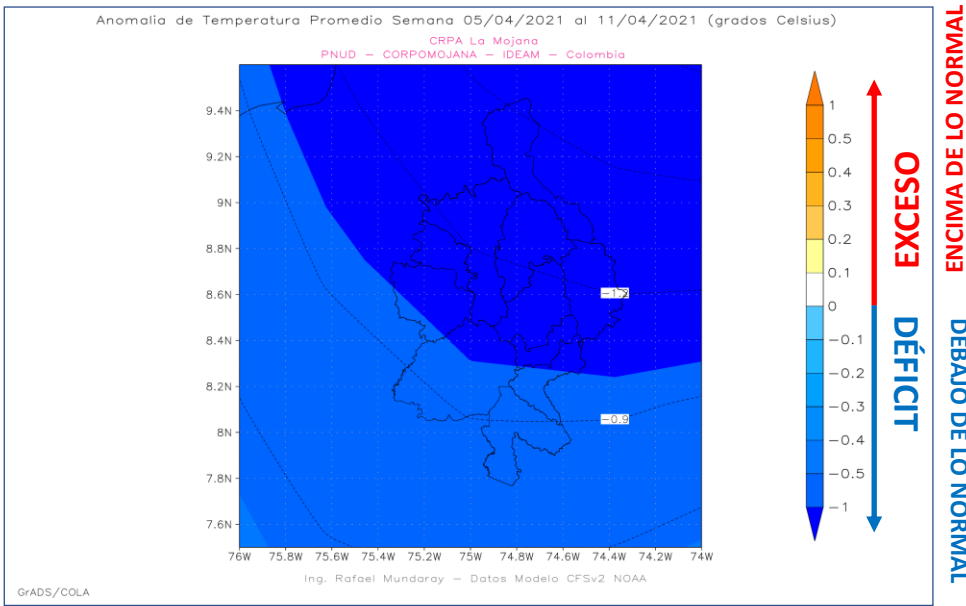 Anomalia de Temperatura Promedio Semana 05/04/2021 al 11/04/2021 (grados Celsius)
CRPA La Mojana
PNUD – CORPOMOJANA – IDEAM – Colombia
9.4N
9.2N
9N
8.8N
8.6N
8.4N
8.2N
8N
7.8N
7.6N
76W 75.8W 75.6W 75.4W 75.2W 75W 74.8W 74.6W 74.4W 74.2W 74W
−1.2
−0.9
1
0.5
0.4
0.3
0.2
0.1
0
−0.1
−0.2
−0.3
−0.4
−0.5
−1
EXCESO
DÉFICIT
ENCIMA DE LO NORMAL
DEBAJO DE LO NORMAL
Ing. Rafael Mundaray – Datos Modelo CFSv2 NOAA
GrADS/COLA